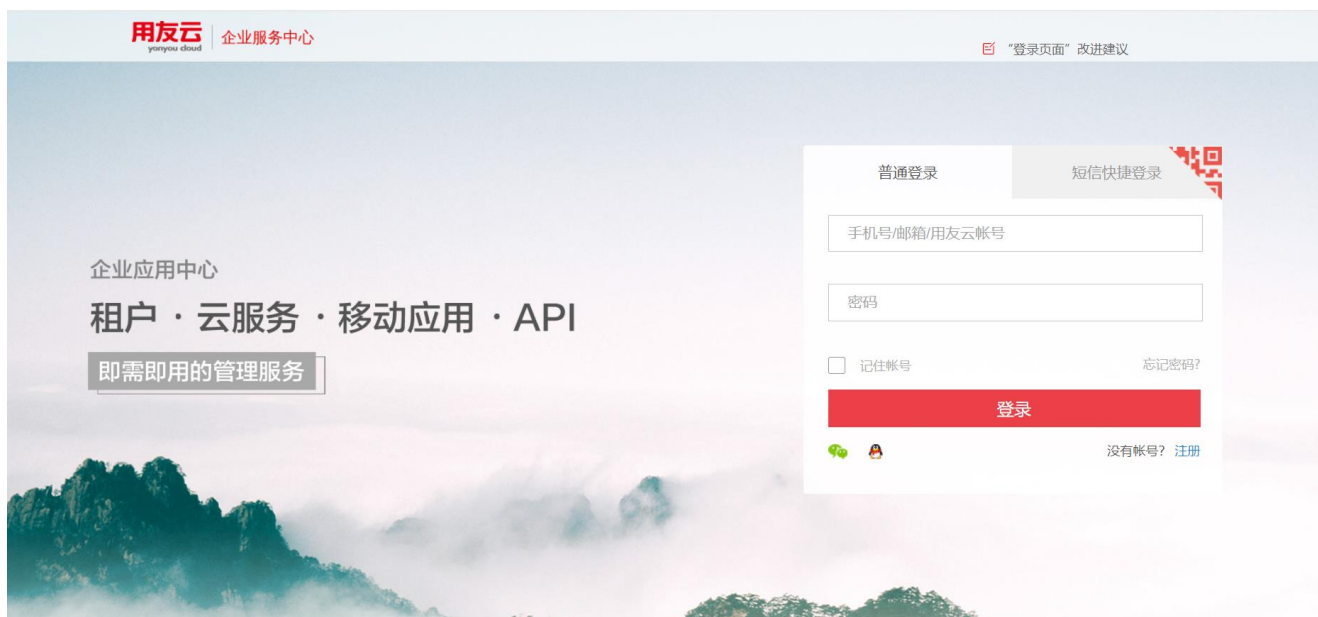 用友云
yonyou cloud
企业服务中心
“登录页面”改进建议
普通登录
短信快捷登录
手机号/邮箱/用友云帐号
企业应用中心
租户·云服务·移动应用·API
即需即用的管理服务
密码
记住帐号
忘记密码?
登录
没有帐号? 注册